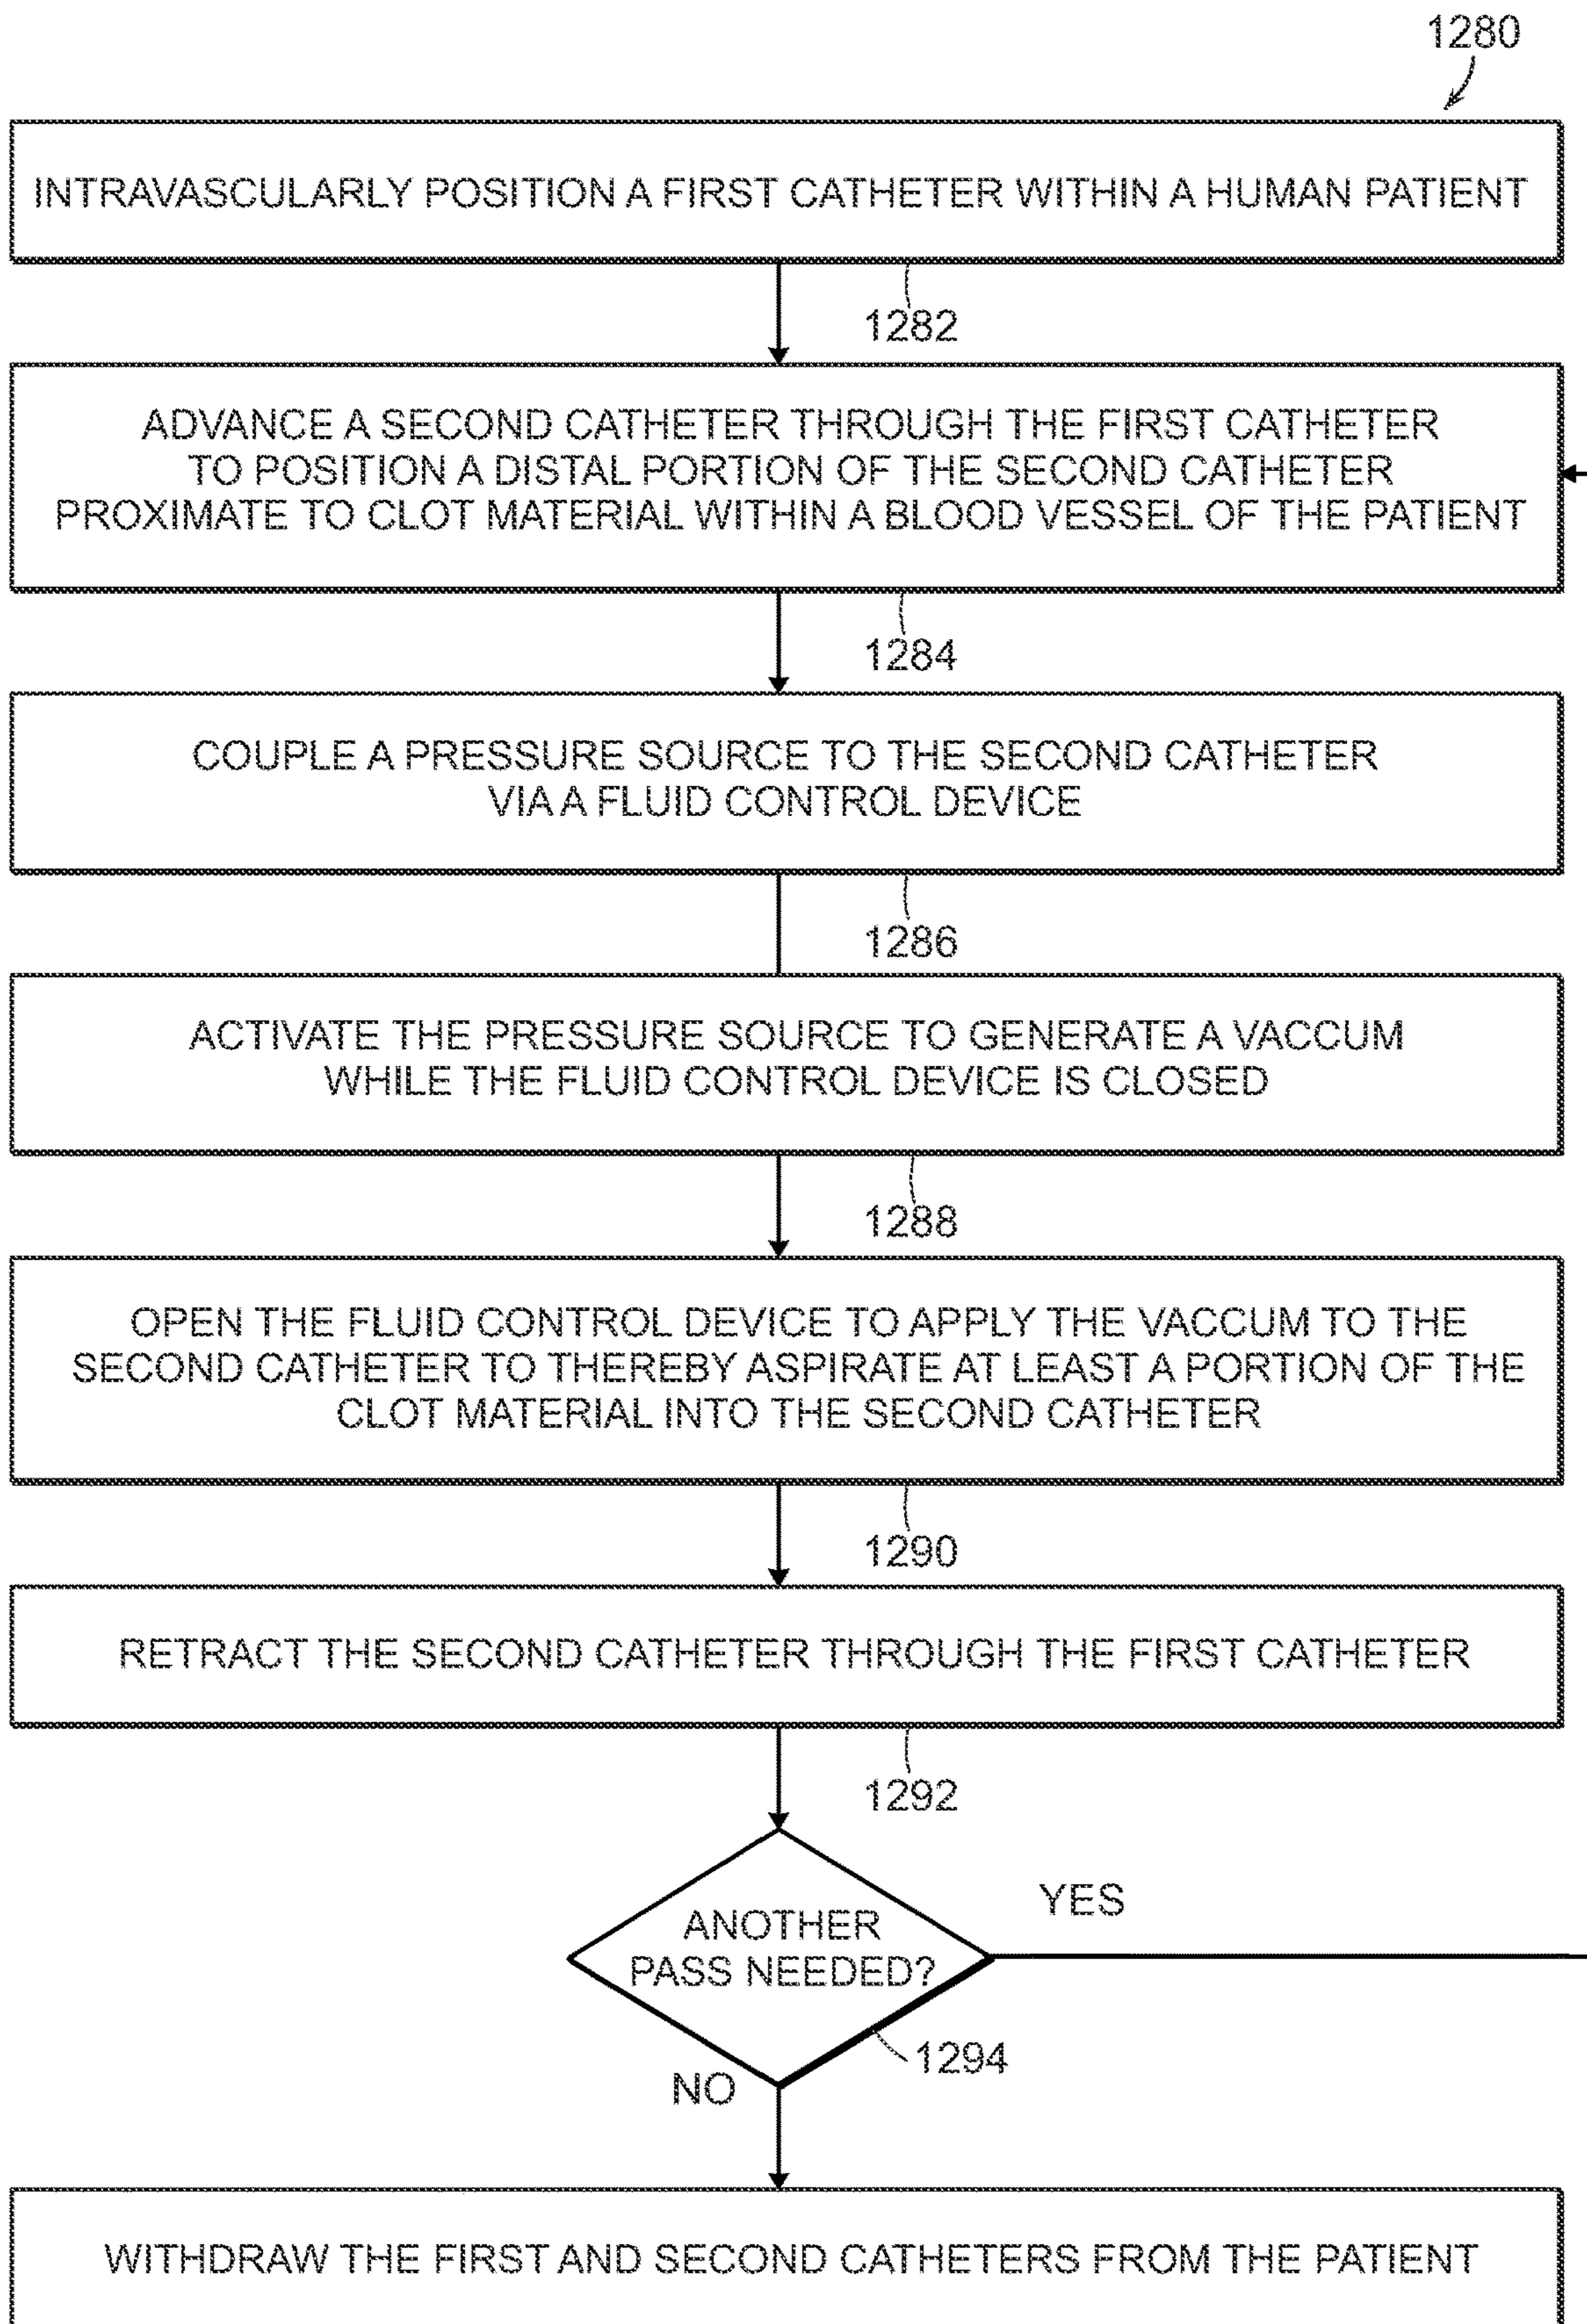 1280
INTRAVASCULARLY POSITION A FIRST CATHETER WITHIN A HUMAN PATIENT
1282
ADVANCE A SECOND CATHETER THROUGH THE FIRST CATHETER
TO POSITION A DISTAL PORTION OF THE SECOND CATHETER
PROXIMATE TO CLOT MATERIAL WITHIN A BLOOD VESSEL OF THE PATIENT
1284
COUPLE A PRESSURE SOURCE TO THE SECOND CATHETER
VIA A FLUID CONTROL DEVICE
1286
ACTIVATE THE PRESSURE SOURCE TO GENERATE A VACCUM
WHILE THE FLUID CONTROL DEVICE IS CLOSED
1288
OPEN THE FLUID CONTROL DEVICE TO APPLY THE VACCUM TO THE
SECOND CATHETER TO THEREBY ASPIRATE AT LEAST A PORTION OF THE
CLOT MATERIAL INTO THE SECOND CATHETER
1290
RETRACT THE SECOND CATHETER THROUGH THE FIRST CATHETER
1292
YES
ANOTHER
PASS NEEDED?
1294
NO
WITHDRAW THE FIRST AND SECOND CATHETERS FROM THE PATIENT